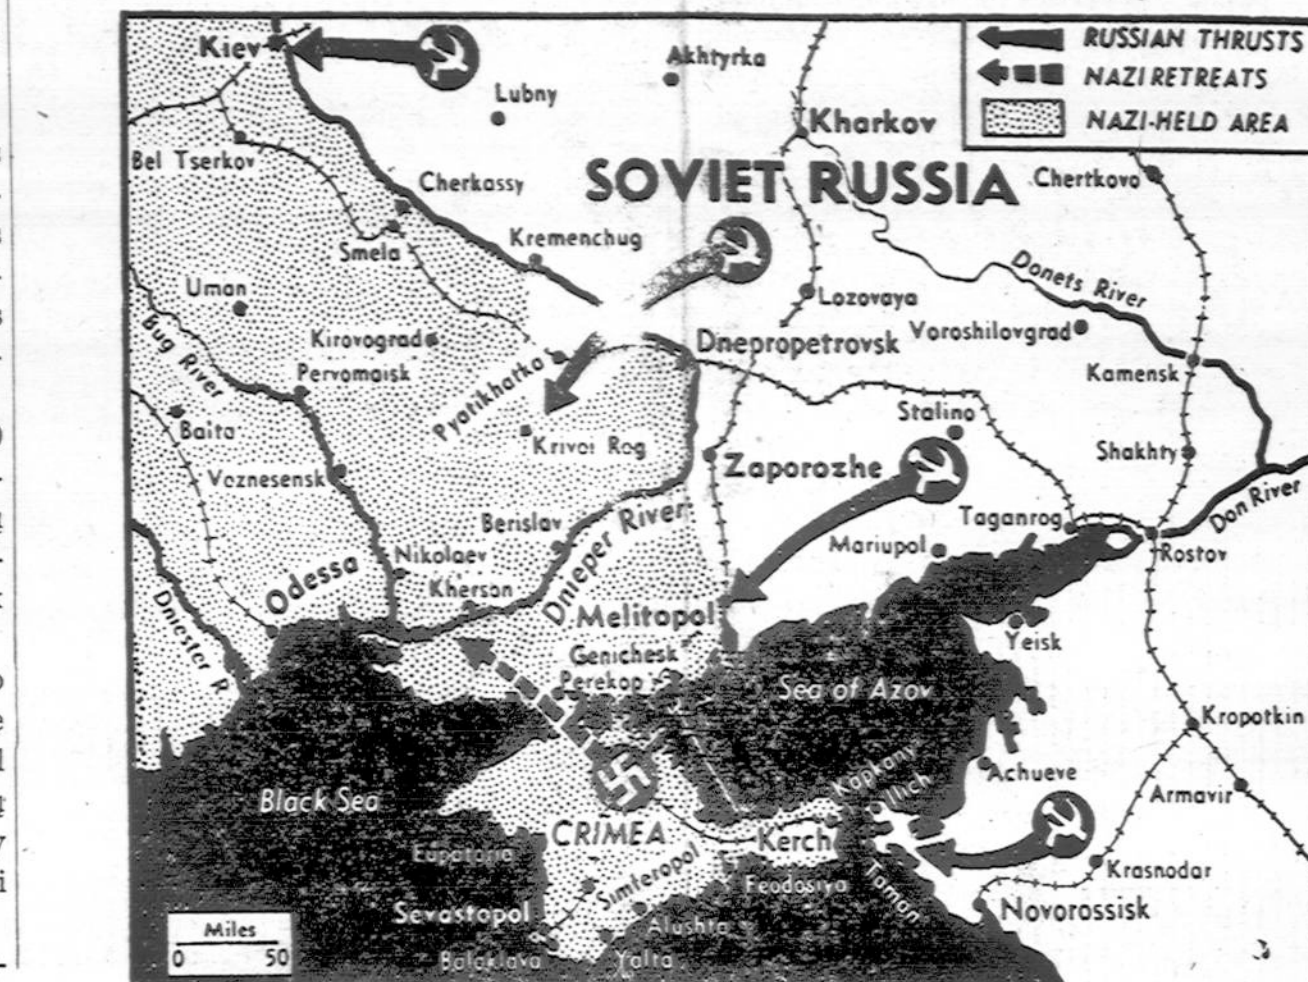 Kiev
Akhtyrka
Lubny
Kharkov
RUSSIAN THRUSTS
NAZI RETREATS
NAZI-HELD AREA
Bel Tserkov
Cherkassy
SOVIET RUSSIA
Chertkovo
Smela
Kremenchug
Donets River
Uman
Lozovaya
Bug River
Kirovograd
Dnepropetrovsk
Voroshilovgrad
Pervomaisk
Pyatikhatka
Kamensk
Balta
Krivoi Rog
Stalino
Voznesensk
Zaporozhe
Shakhty
Berislav
Dnieper River
Taganrog
Don River
Nikolaev
Mariupol
Rostov
Odessa
Kherson
Dniester R
Melitopol
Genichesk
Perekop
Yeisk
Sea of Azov
Kropotkin
Kapkany
Illich
Achueve
Armavir
Black Sea
CRIMEA
Kerch
Eupatoria
Simferopol
Feodosiya
Taman
Krasnodar
Sevastopol
Novorossisk
Alushta
Balaklava
Yalta
Miles
0 50